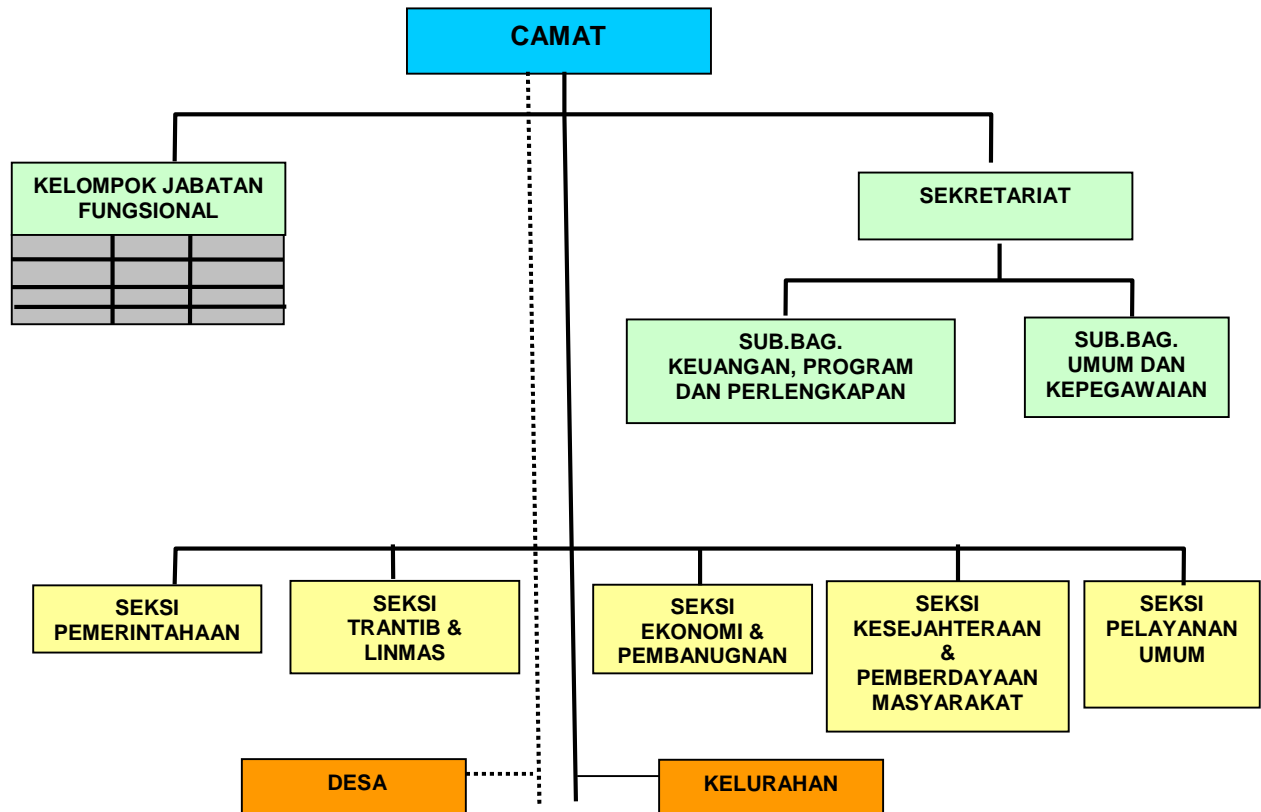 CAMAT
KELOMPOK JABATAN
FUNGSIONAL
SEKRETARIAT
SUB.BAG.
KEUANGAN, PROGRAM
DAN PERLENGKAPAN
SUB.BAG.
UMUM DAN
KEPEGAWAIAN
SEKSI
PEMERINTAHAAN
SEKSI
TRANTIB &
LINMAS
SEKSI
EKONOMI &
PEMBANUGNAN
SEKSI
KESEJAHTERAAN
&
PEMBERDAYAAN
MASYARAKAT
SEKSI
PELAYANAN
UMUM
DESA
KELURAHAN